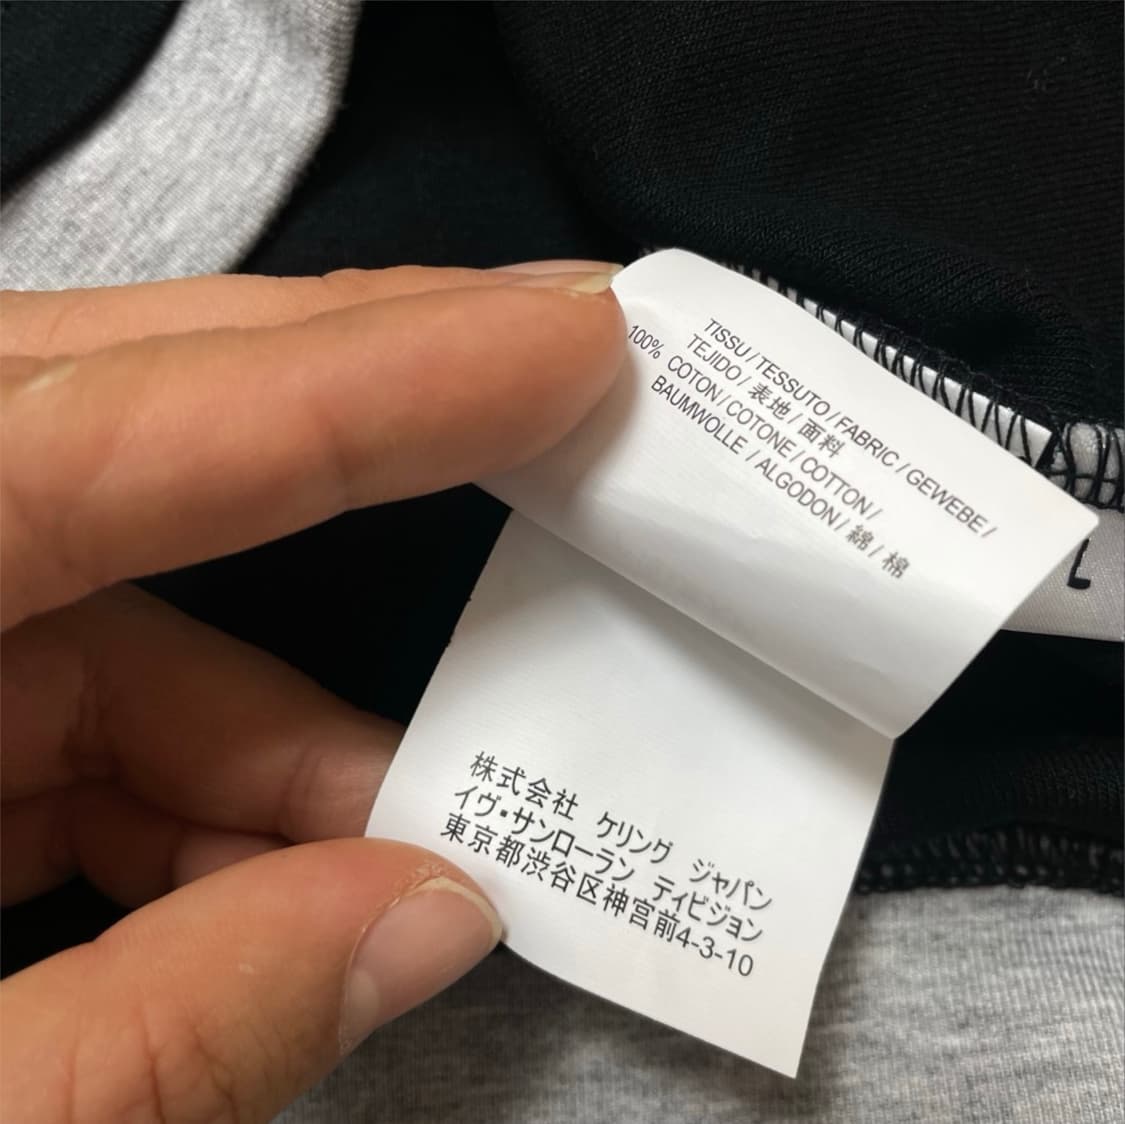 TISSU / TESSUTO / FABRIC / GEWEBE /
TEJIDO / 表地 / 面料
100% COTON / COTONE / COTTON /
BAUMWOLLE / ALGODON / 綿 / 棉
L
株式会社 ケリング ジャパン
イヴ・サンローラン ティビジョン
東京都渋谷区神宮前4-3-10